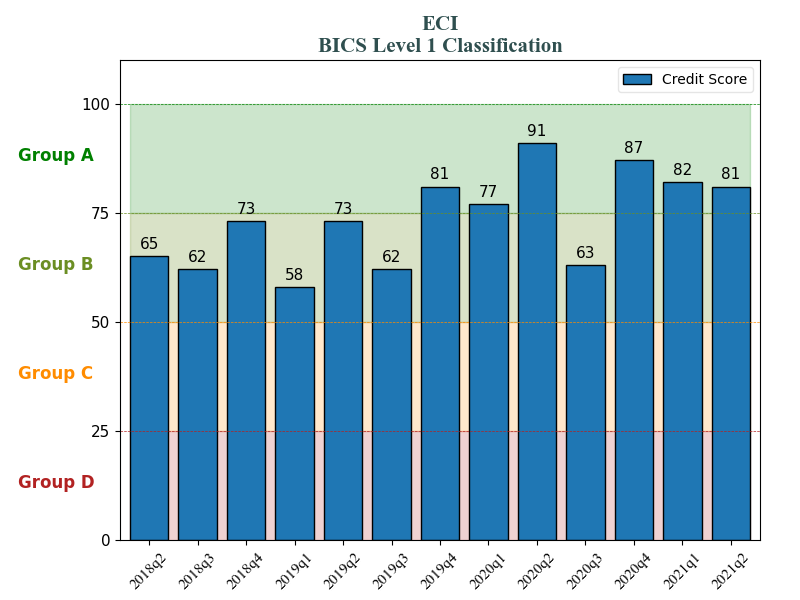 ECI
BICS Level 1 Classification
Credit Score
100
Group A
91
87
81
77
82
81
75
73
73
65
62
58
62
63
Group B
50
Group C
25
Group D
0
2018q2
2018q3
2018q4
2019q1
2019q2
2019q3
2019q4
2020q1
2020q2
2020q3
2020q4
2021q1
2021q2